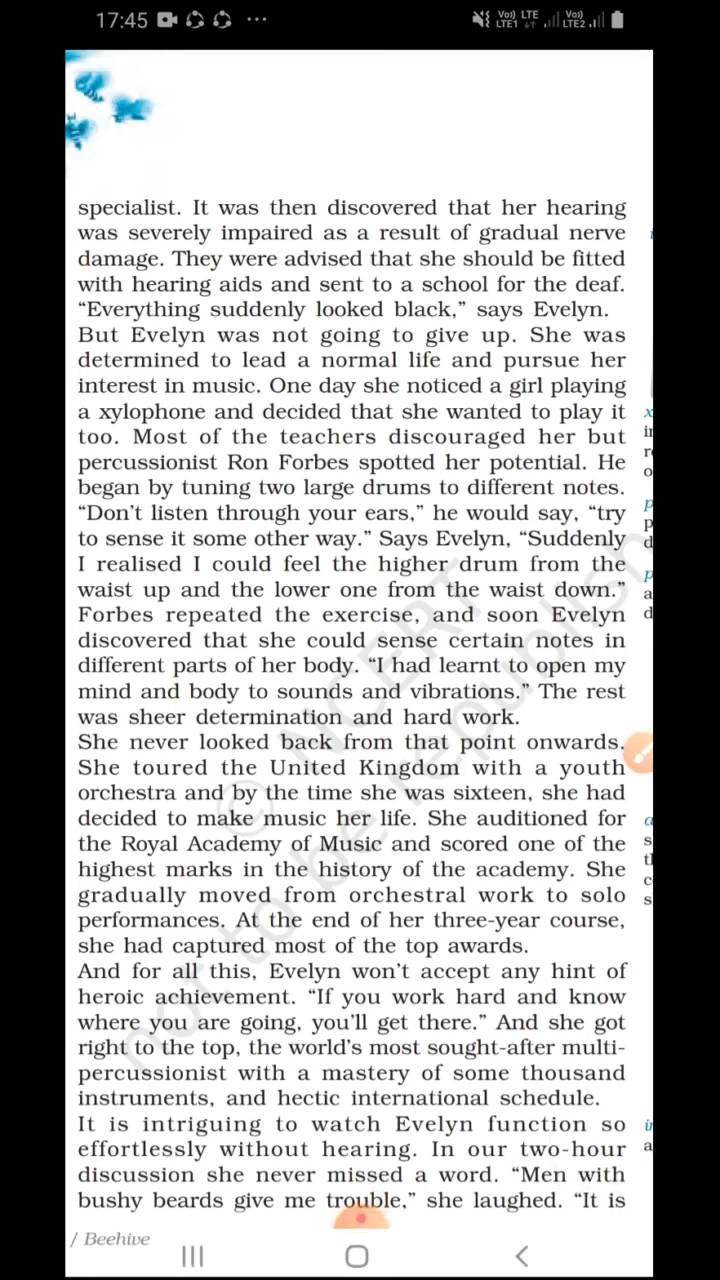 17:45 ...
Vo)) LTE Vo))
LTE1 LTE2
specialist. It was then discovered that her hearing
was severely impaired as a result of gradual nerve
damage. They were advised that she should be fitted
with hearing aids and sent to a school for the deaf.
“Everything suddenly looked black,” says Evelyn.
But Evelyn was not going to give up. She was
determined to lead a normal life and pursue her
interest in music. One day she noticed a girl playing
a xylophone and decided that she wanted to play it
too. Most of the teachers discouraged her but
percussionist Ron Forbes spotted her potential. He
began by tuning two large drums to different notes.
“Don’t listen through your ears,” he would say, “try
to sense it some other way.” Says Evelyn, “Suddenly
I realised I could feel the higher drum from the
waist up and the lower one from the waist down.”
Forbes repeated the exercise, and soon Evelyn
discovered that she could sense certain notes in
different parts of her body. “I had learnt to open my
mind and body to sounds and vibrations.” The rest
was sheer determination and hard work.
She never looked back from that point onwards.
She toured the United Kingdom with a youth
orchestra and by the time she was sixteen, she had
decided to make music her life. She auditioned for
the Royal Academy of Music and scored one of the
highest marks in the history of the academy. She
gradually moved from orchestral work to solo
performances. At the end of her three-year course,
she had captured most of the top awards.
And for all this, Evelyn won’t accept any hint of
heroic achievement. “If you work hard and know
where you are going, you’ll get there.” And she got
right to the top, the world’s most sought-after multi-
percussionist with a mastery of some thousand
instruments, and hectic international schedule.
It is intriguing to watch Evelyn function so
effortlessly without hearing. In our two-hour
discussion she never missed a word. “Men with
bushy beards give me trouble,” she laughed. “It is
/ Beehive
© NCERT
not to be republish